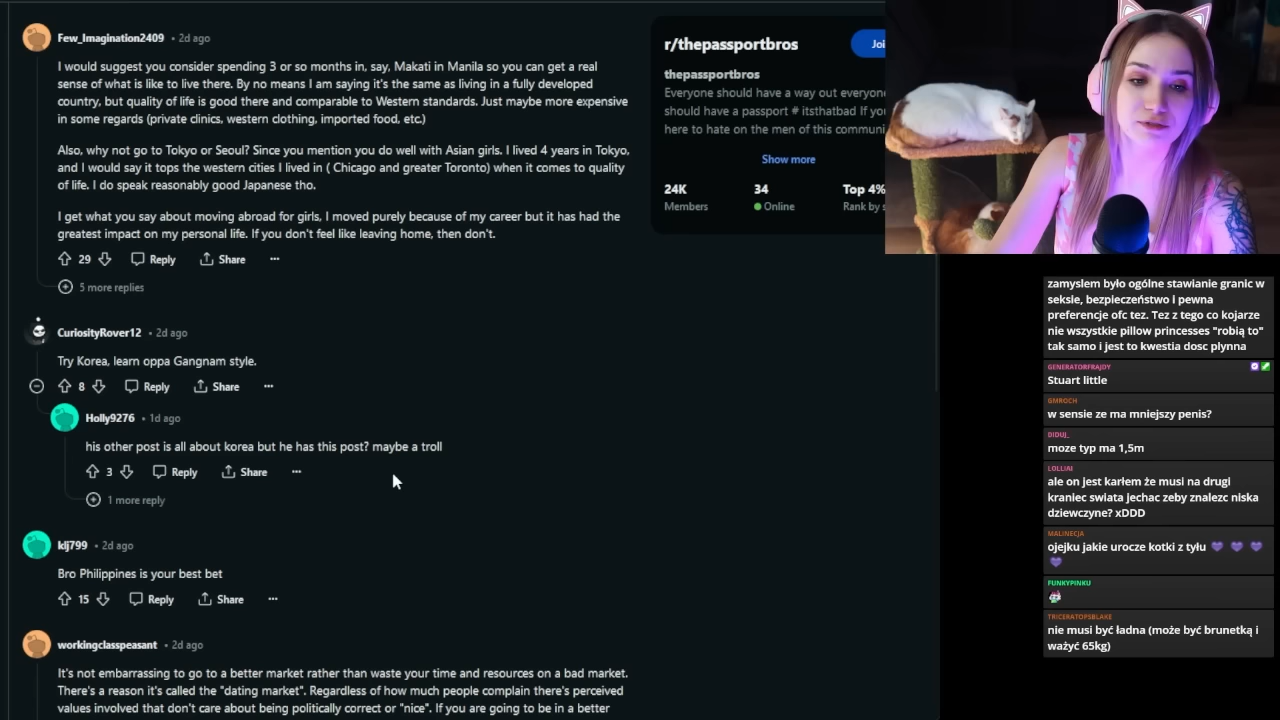 Few_Imagination2409 • 2d ago
I would suggest you consider spending 3 or so months in, say, Makati in Manila so you can get a real
sense of what is like to live there. By no means I am saying it's the same as living in a fully developed
country, but quality of life is good there and comparable to Western standards. Just maybe more expensive
in some regards (private clinics, western clothing, imported food, etc.)
Also, why not go to Tokyo or Seoul? Since you mention you do well with Asian girls. I lived 4 years in Tokyo,
and I would say it tops the western cities I lived in ( Chicago and greater Toronto) when it comes to quality
of life. I do speak reasonably good Japanese tho.
I get what you say about moving abroad for girls, I moved purely because of my career but it has had the
greatest impact on my personal life. If you don't feel like leaving home, then don't.
29 Reply Share ...
5 more replies
CuriosityRover12 • 2d ago
Try Korea, learn oppa Gangnam style.
8 Reply Share ...
Holly9276 • 1d ago
his other post is all about korea but he has this post? maybe a troll
3 Reply Share ...
1 more reply
klj799 • 2d ago
Bro Philippines is your best bet
15 Reply Share ...
workingclasspeasant • 2d ago
It's not embarrassing to go to a better market rather than waste your time and resources on a bad market.
There's a reason it's called the "dating market". Regardless of how much people complain there's perceived
values involved that don't care about being politically correct or "nice". If you are going to be in a better
r/thepassportbros
Joi
thepassportbros
Everyone should have a way out everyone
should have a passport # itsthatbad If you
here to hate on the men of this communi
Show more
24K 34 Top 4%
Members Online Rank by s
zamyslem było ogólne stawianie granic w
seksie, bezpieczeństwo i pewna
preferencje ofc tez. Tez z tego co kojarze
nie wszystkie pillow princesses "robią to"
tak samo i jest to kwestia dosc plynna
GENERATORFRAJDY
Stuart little
GMROCH
w sensie ze ma mniejszy penis?
DIDUJ_
moze typ ma 1,5m
LOLLJAI
ale on jest karłem że musi na drugi
kraniec swiata jechac zeby znalezc niska
dziewczyne? xDDD
MALINECJA
ojejku jakie urocze kotki z tyłu
FUNKYPINKU
TRICERATOPSBLAKE
nie musi być ładna (może być brunetką i
ważyć 65kg)